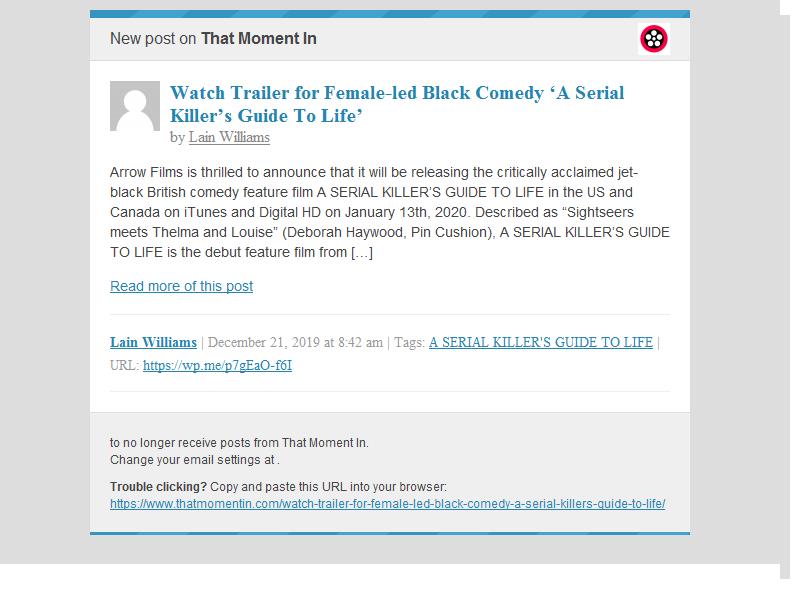 New post on That Moment In
Watch Trailer for Female-led Black Comedy ‘A Serial
Killer’s Guide To Life’
by Lain Williams
Arrow Films is thrilled to announce that it will be releasing the critically acclaimed jet-
black British comedy feature film A SERIAL KILLER’S GUIDE TO LIFE in the US and
Canada on iTunes and Digital HD on January 13th, 2020. Described as “Sightseers
meets Thelma and Louise” (Deborah Haywood, Pin Cushion), A SERIAL KILLER’S GUIDE
TO LIFE is the debut feature film from […]
Read more of this post
Lain Williams | December 21, 2019 at 8:42 am | Tags: A SERIAL KILLER'S GUIDE TO LIFE |
URL: https://wp.me/p7gEaO-f6I
to no longer receive posts from That Moment In.
Change your email settings at .
Trouble clicking? Copy and paste this URL into your browser:
https://www.thatmomentin.com/watch-trailer-for-female-led-black-comedy-a-serial-killers-guide-to-life/